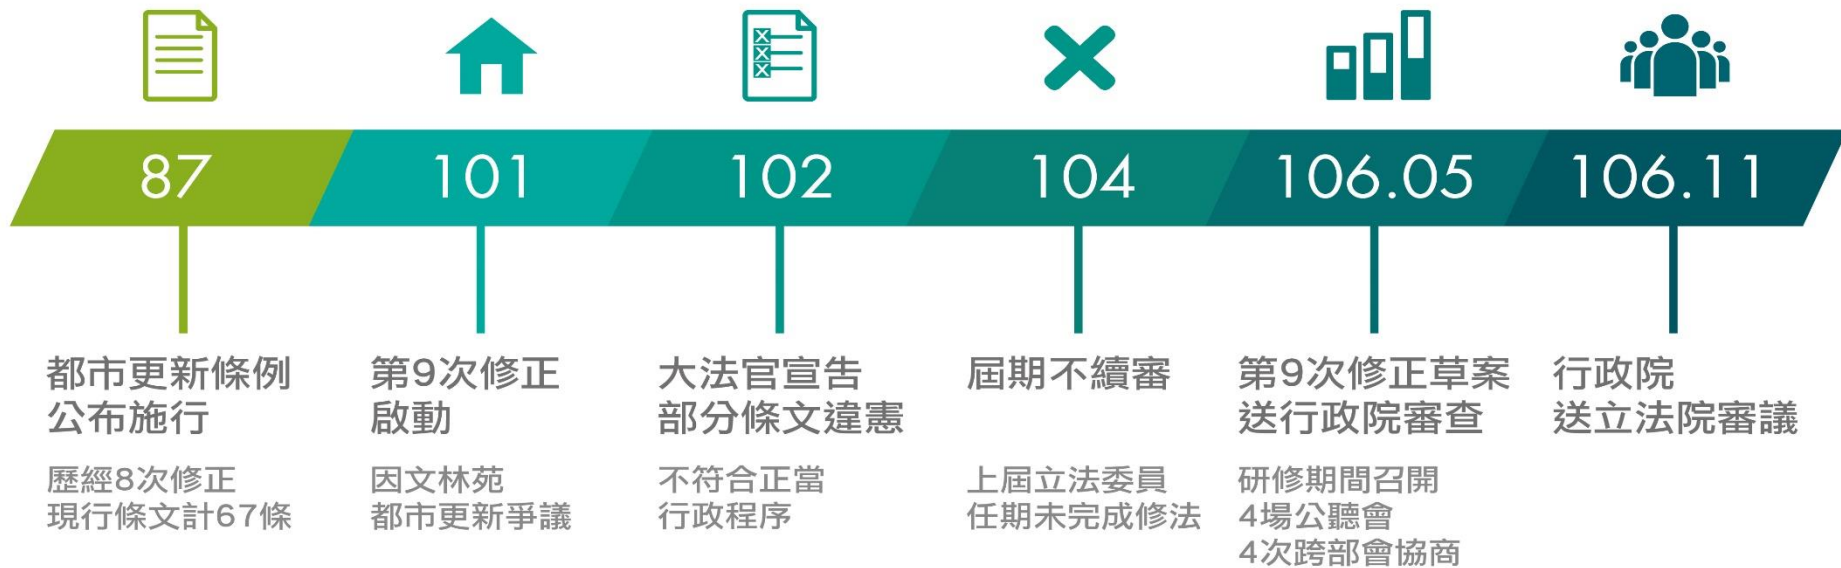 87
都市更新條例
公布施行
歷經8次修正
現行條文計67條
101
第9次修正
啟動
因文林苑
都市更新爭議
102
大法官宣告
部分條文違憲
不符合正當
行政程序
104
屆期不續審
上屆立法委員
任期未完成修法
106.05
第9次修正草案
送行政院審查
研修期間召開
4場公聽會
4次跨部會協商
106.11
行政院
送立法院審議